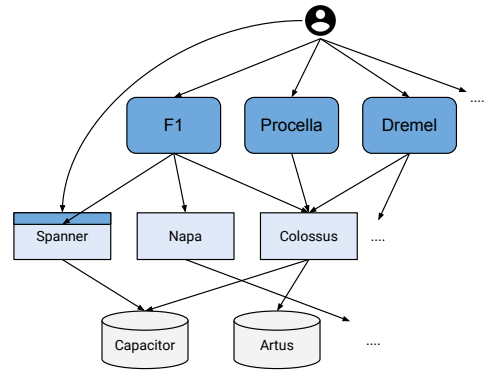 ....
F1
Procella
Dremel
Spanner
Napa
Colossus
....
Capacitor
Artus
....